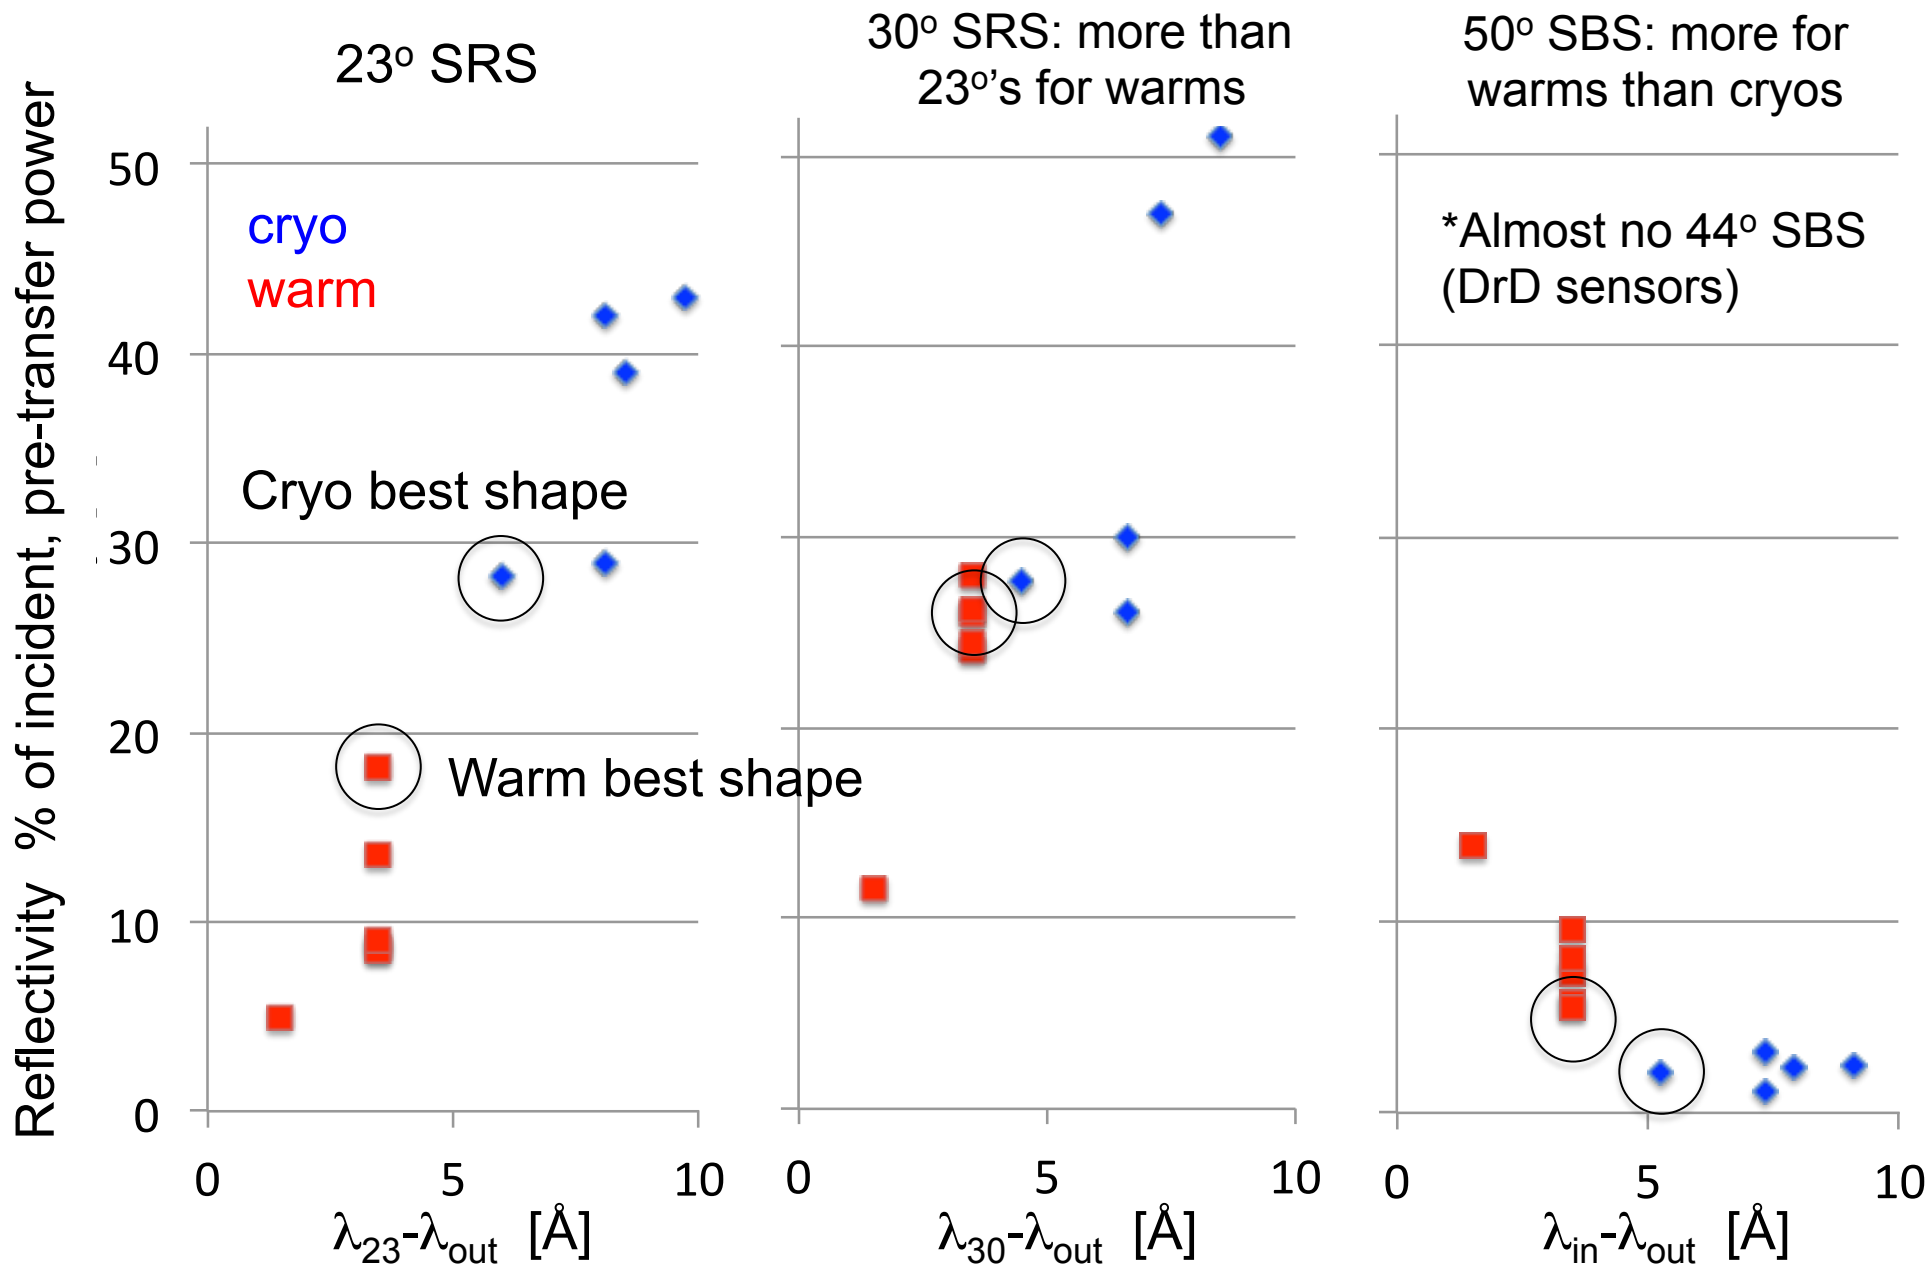 23º SRS
30º SRS: more than
23º’s for warms
50º SBS: more for
warms than cryos
Reflectivity % of incident, pre-transfer power
50
40
30
20
10
0
cryo
warm
Cryo best shape
Warm best shape
*Almost no 44º SBS
(DrD sensors)
0 5 10
0 5 10
0 5 10
λ23-λout [Å]
λ30-λout [Å]
λin-λout [Å]